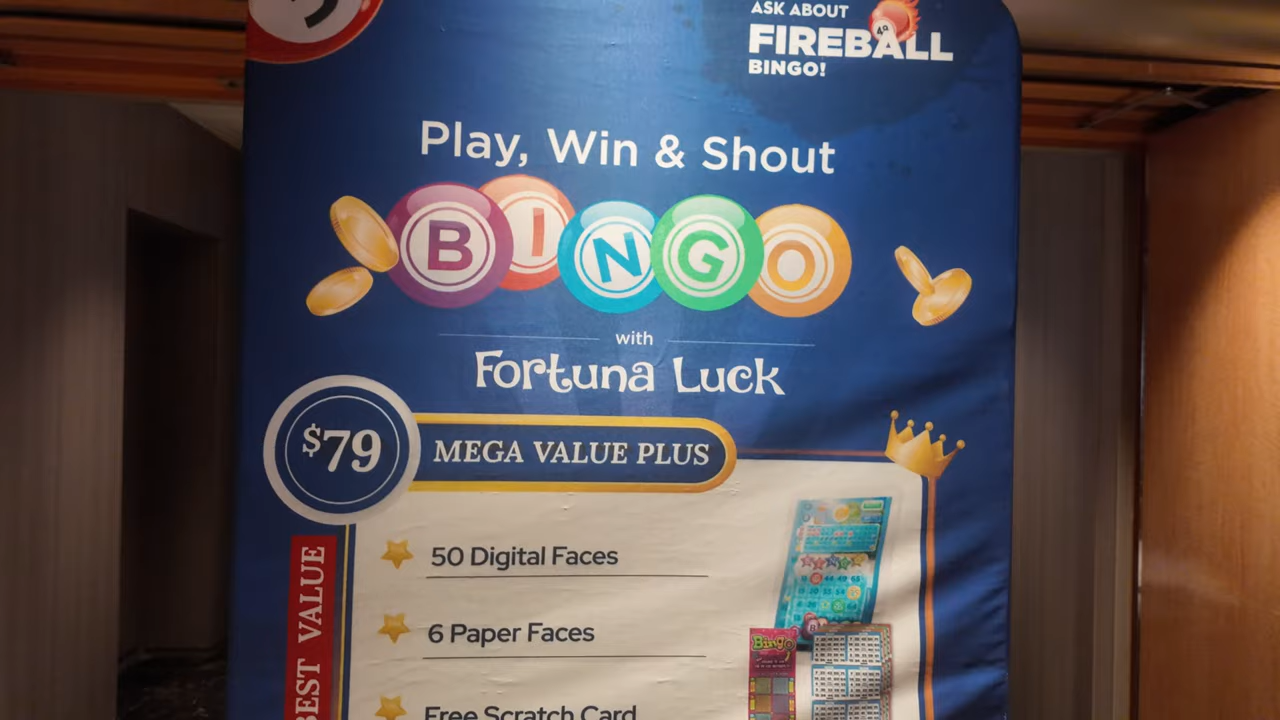 ASK ABOUT
FIREBALL
BINGO!
Play, Win & Shout
BINGO
with
Fortuna Luck
$79
MEGA VALUE PLUS
BEST VALUE
50 Digital Faces
6 Paper Faces
Free Scratch Card
Bingo